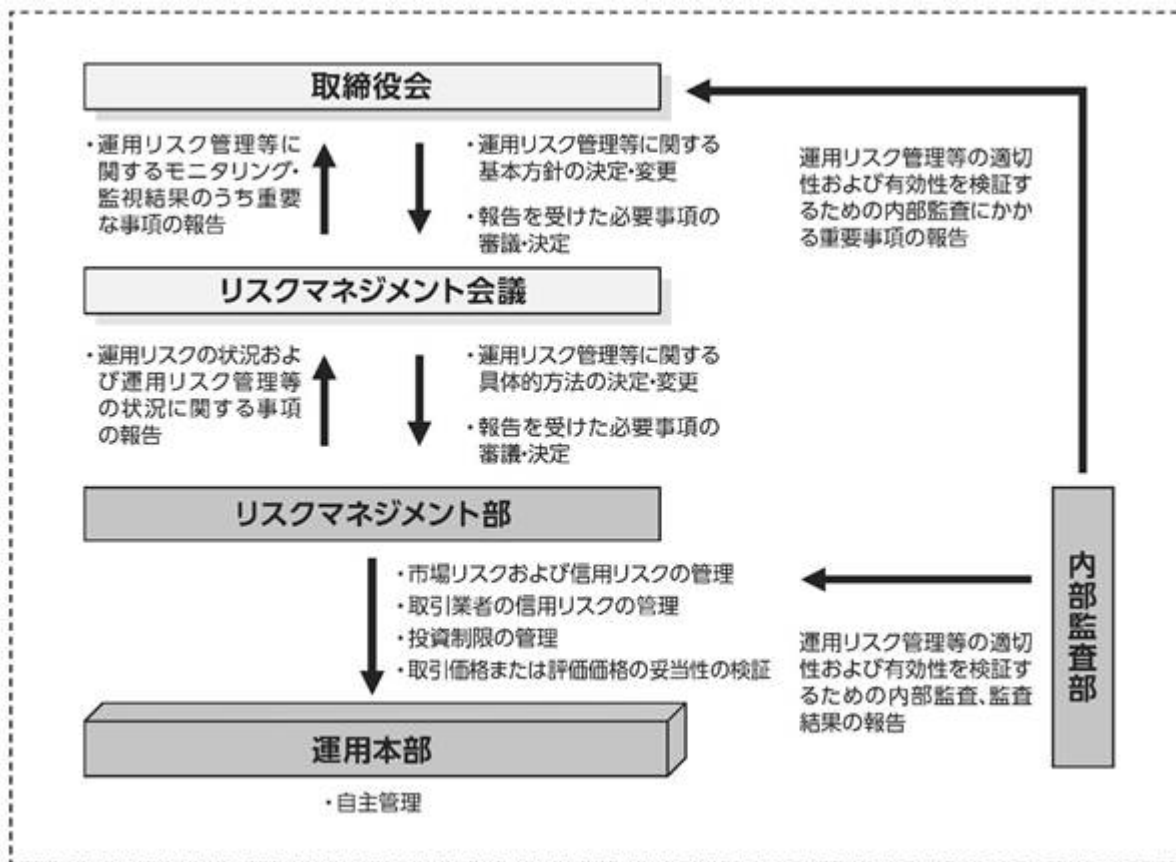 取締役会
・運用リスク管理等に
関するモニタリング・
監視結果のうち重要
な事項の報告
・運用リスク管理等に関する
基本方針の決定・変更
・報告を受けた必要事項の
審議・決定
運用リスク管理等の適切
性および有効性を検証す
るための内部監査にかか
る重要事項の報告
リスクマネジメント会議
・運用リスクの状況およ
び運用リスク管理等
の状況に関する事項
の報告
・運用リスク管理等に関する
具体的方法の決定・変更
・報告を受けた必要事項の
審議・決定
リスクマネジメント部
・市場リスクおよび信用リスクの管理
・取引業者の信用リスクの管理
・投資制限の管理
・取引価格または評価価格の妥当性の検証
運用リスク管理等の適切
性および有効性を検証す
るための内部監査、監査
結果の報告
内部監査部
運用本部
・自主管理